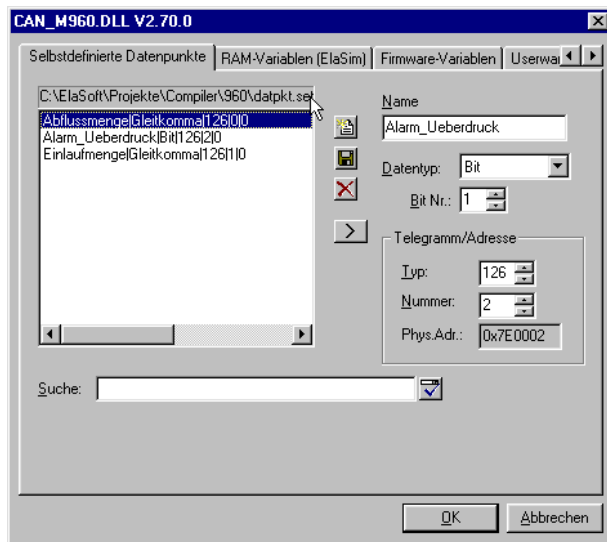 CAN_M960.DLL V2.70.0
Selbstdefinierte Datenpunkte RAM-Variablen (ElaSim) Firmware-Variablen Userwar
C:\ElaSoft\Projekte\Compiler\960\datpkt.set
Abflussmenge|Gleitkomma|126|0|0
Alarm_Ueberdruck|Bit|126|2|0
Einlaufmenge|Gleitkomma|126|1|0
Name
Alarm_Ueberdruck
Datentyp: Bit
Bit Nr.: 1
>
Telegramm/Adresse
Typ: 126
Nummer: 2
Phys.Adr.: 0x7E0002
Suche:
OK Abbrechen